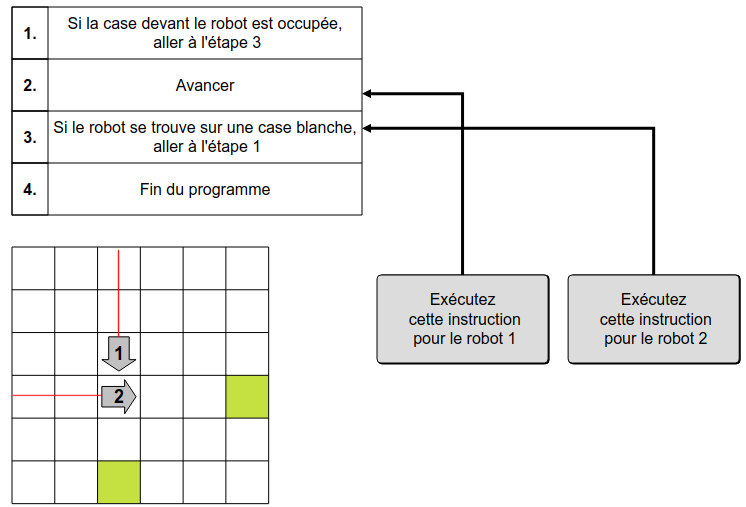 1.
Si la case devant le robot est occupée,
aller à l'étape 3
2.
Avancer
3.
Si le robot se trouve sur une case blanche,
aller à l'étape 1
4.
Fin du programme
1
2
Exécutez
cette instruction
pour le robot 1
Exécutez
cette instruction
pour le robot 2